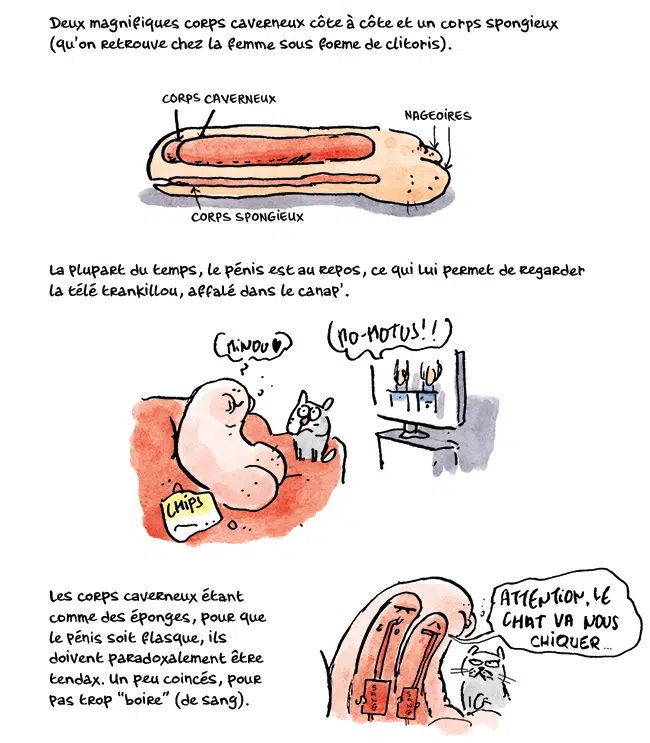 Deux magnifiques corps caverneux côte à côte et un corps spongieux
(qu'on retrouve chez la femme sous forme de clitoris).
CORPS CAVERNEUX
NAGEOIRES
CORPS SPONGIEUX
La plupart du temps, le pénis est au repos, ce qui lui permet de regarder
la télé trankillou, affalé dans le canap'.
MINOU♥
MO-MOTUS!!
CHIPS
Les corps caverneux étant
comme des éponges, pour que
le pénis soit flasque, ils
doivent paradoxalement être
tendax. Un peu coincés, pour
pas trop "boire" (de sang).
ATTENTION, LE
CHAT VA NOUS
CHIQUER...
SANG
SANG